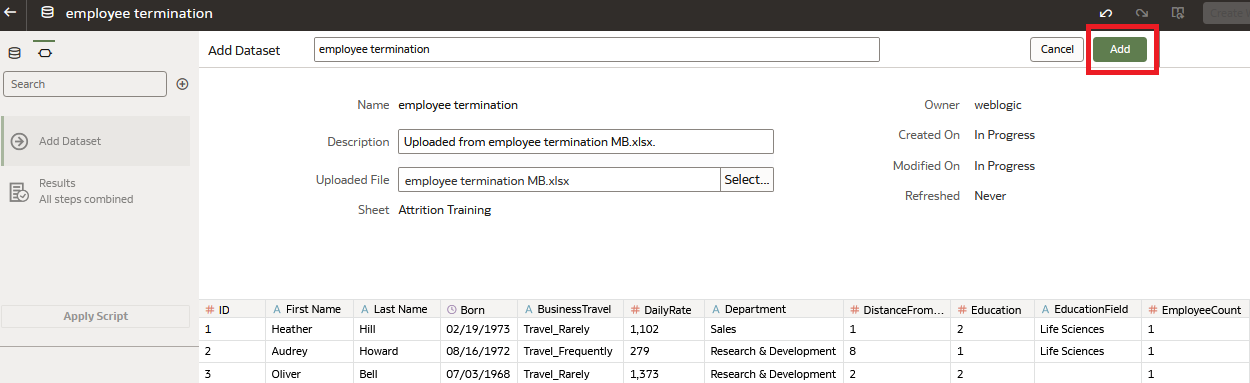 employee termination
Create
Add Dataset employee termination Cancel Add
Search
Name employee termination Owner weblogic
Description Uploaded from employee termination MB.xlsx. Created On In Progress
Add Dataset
Uploaded File employee termination MB.xlsx Select... Modified On In Progress
Results
All steps combined
Sheet Attrition Training Refreshed Never
Apply Script
# ID A First Name A Last Name Born A BusinessTravel # DailyRate A Department # DistanceFrom... # Education A EducationField # EmployeeCount
1 Heather Hill 02/19/1973 Travel_Rarely 1,102 Sales 1 2 Life Sciences 1
2 Audrey Howard 08/16/1972 Travel_Frequently 279 Research & Development 8 1 Life Sciences 1
3 Oliver Bell 07/03/1968 Travel_Rarely 1,373 Research & Development 2 2 1